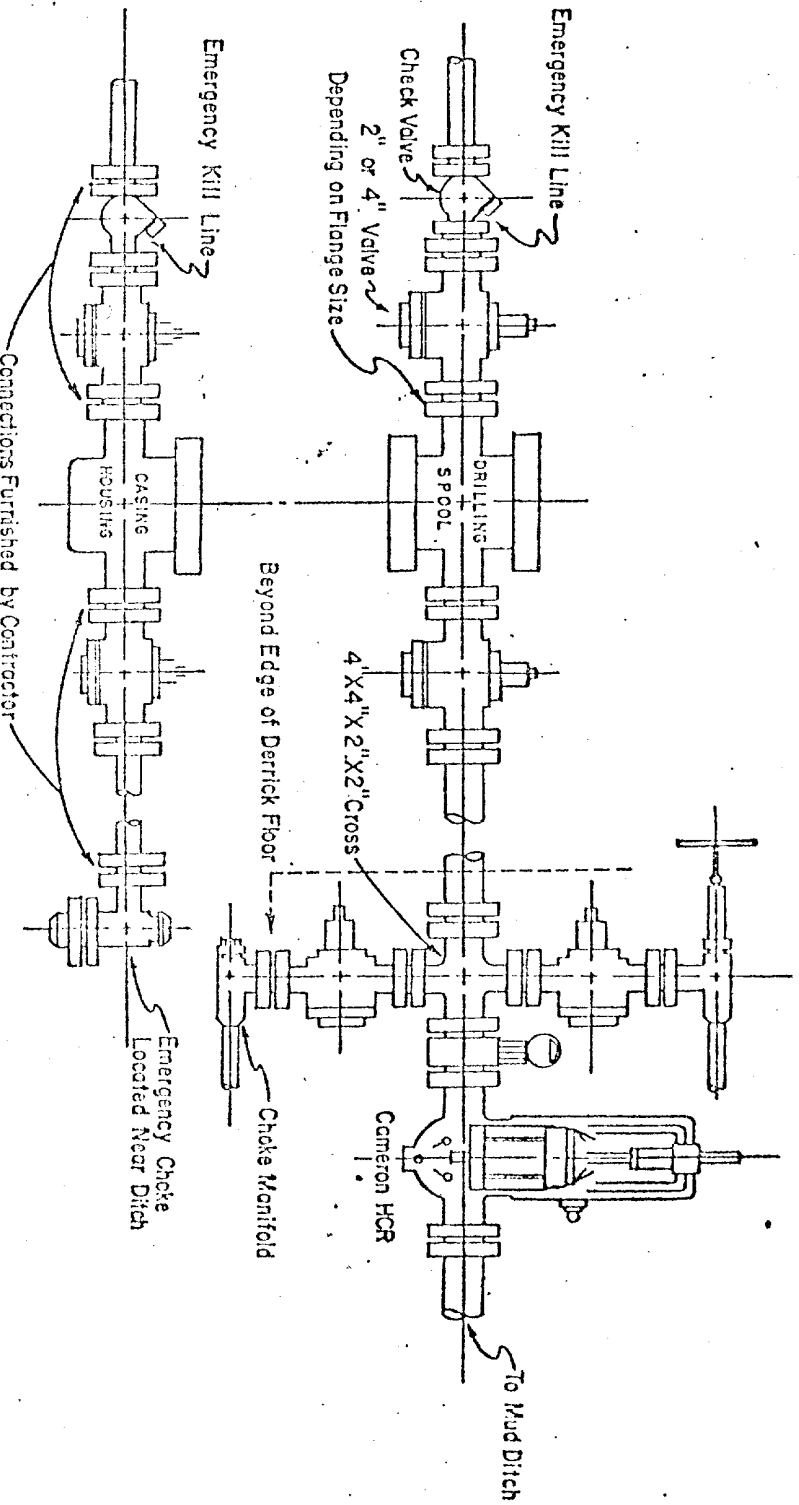 Emergency Kill Line
Check Valve
2" or 4" Valve
Depending on Flange Size
DRILLING
SPOOL
4"X4"X2"X2" Cross
Beyond Edge of Derrick Floor
Cameron HCR
To Mud Ditch
Choke Manifold
Emergency Kill Line
CASING
HOUSING
Connections Furnished by Contractor
Emergency Choke
Located Near Ditch